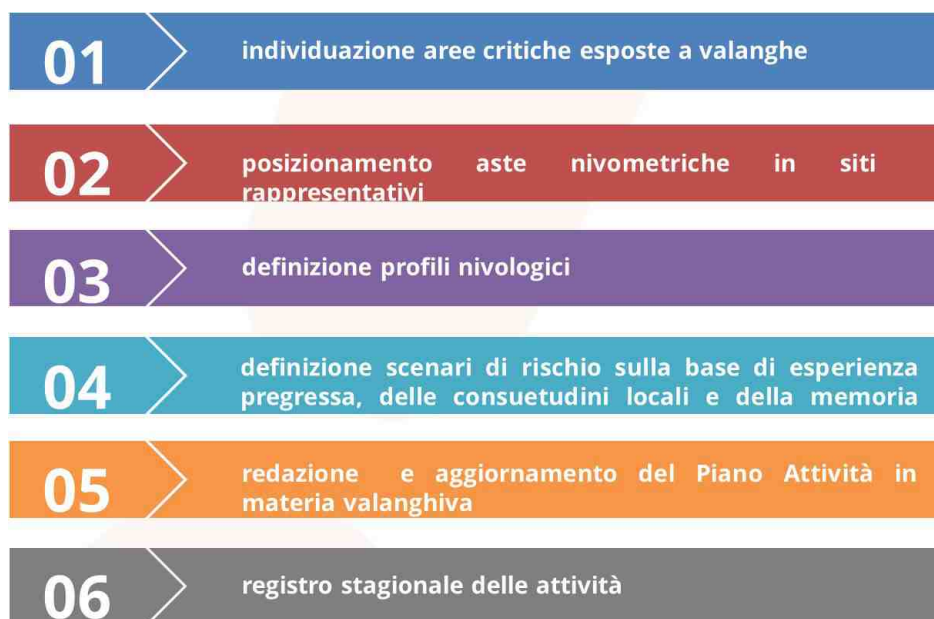 01
individuazione aree critiche esposte a valanghe
02
posizionamento aste nivometriche in siti
rappresentativi
03
definizione profili nivologici
04
definizione scenari di rischio sulla base di esperienza
pregressa, delle consuetudini locali e della memoria
05
redazione e aggiornamento del Piano Attività in
materia valanghiva
06
registro stagionale delle attività